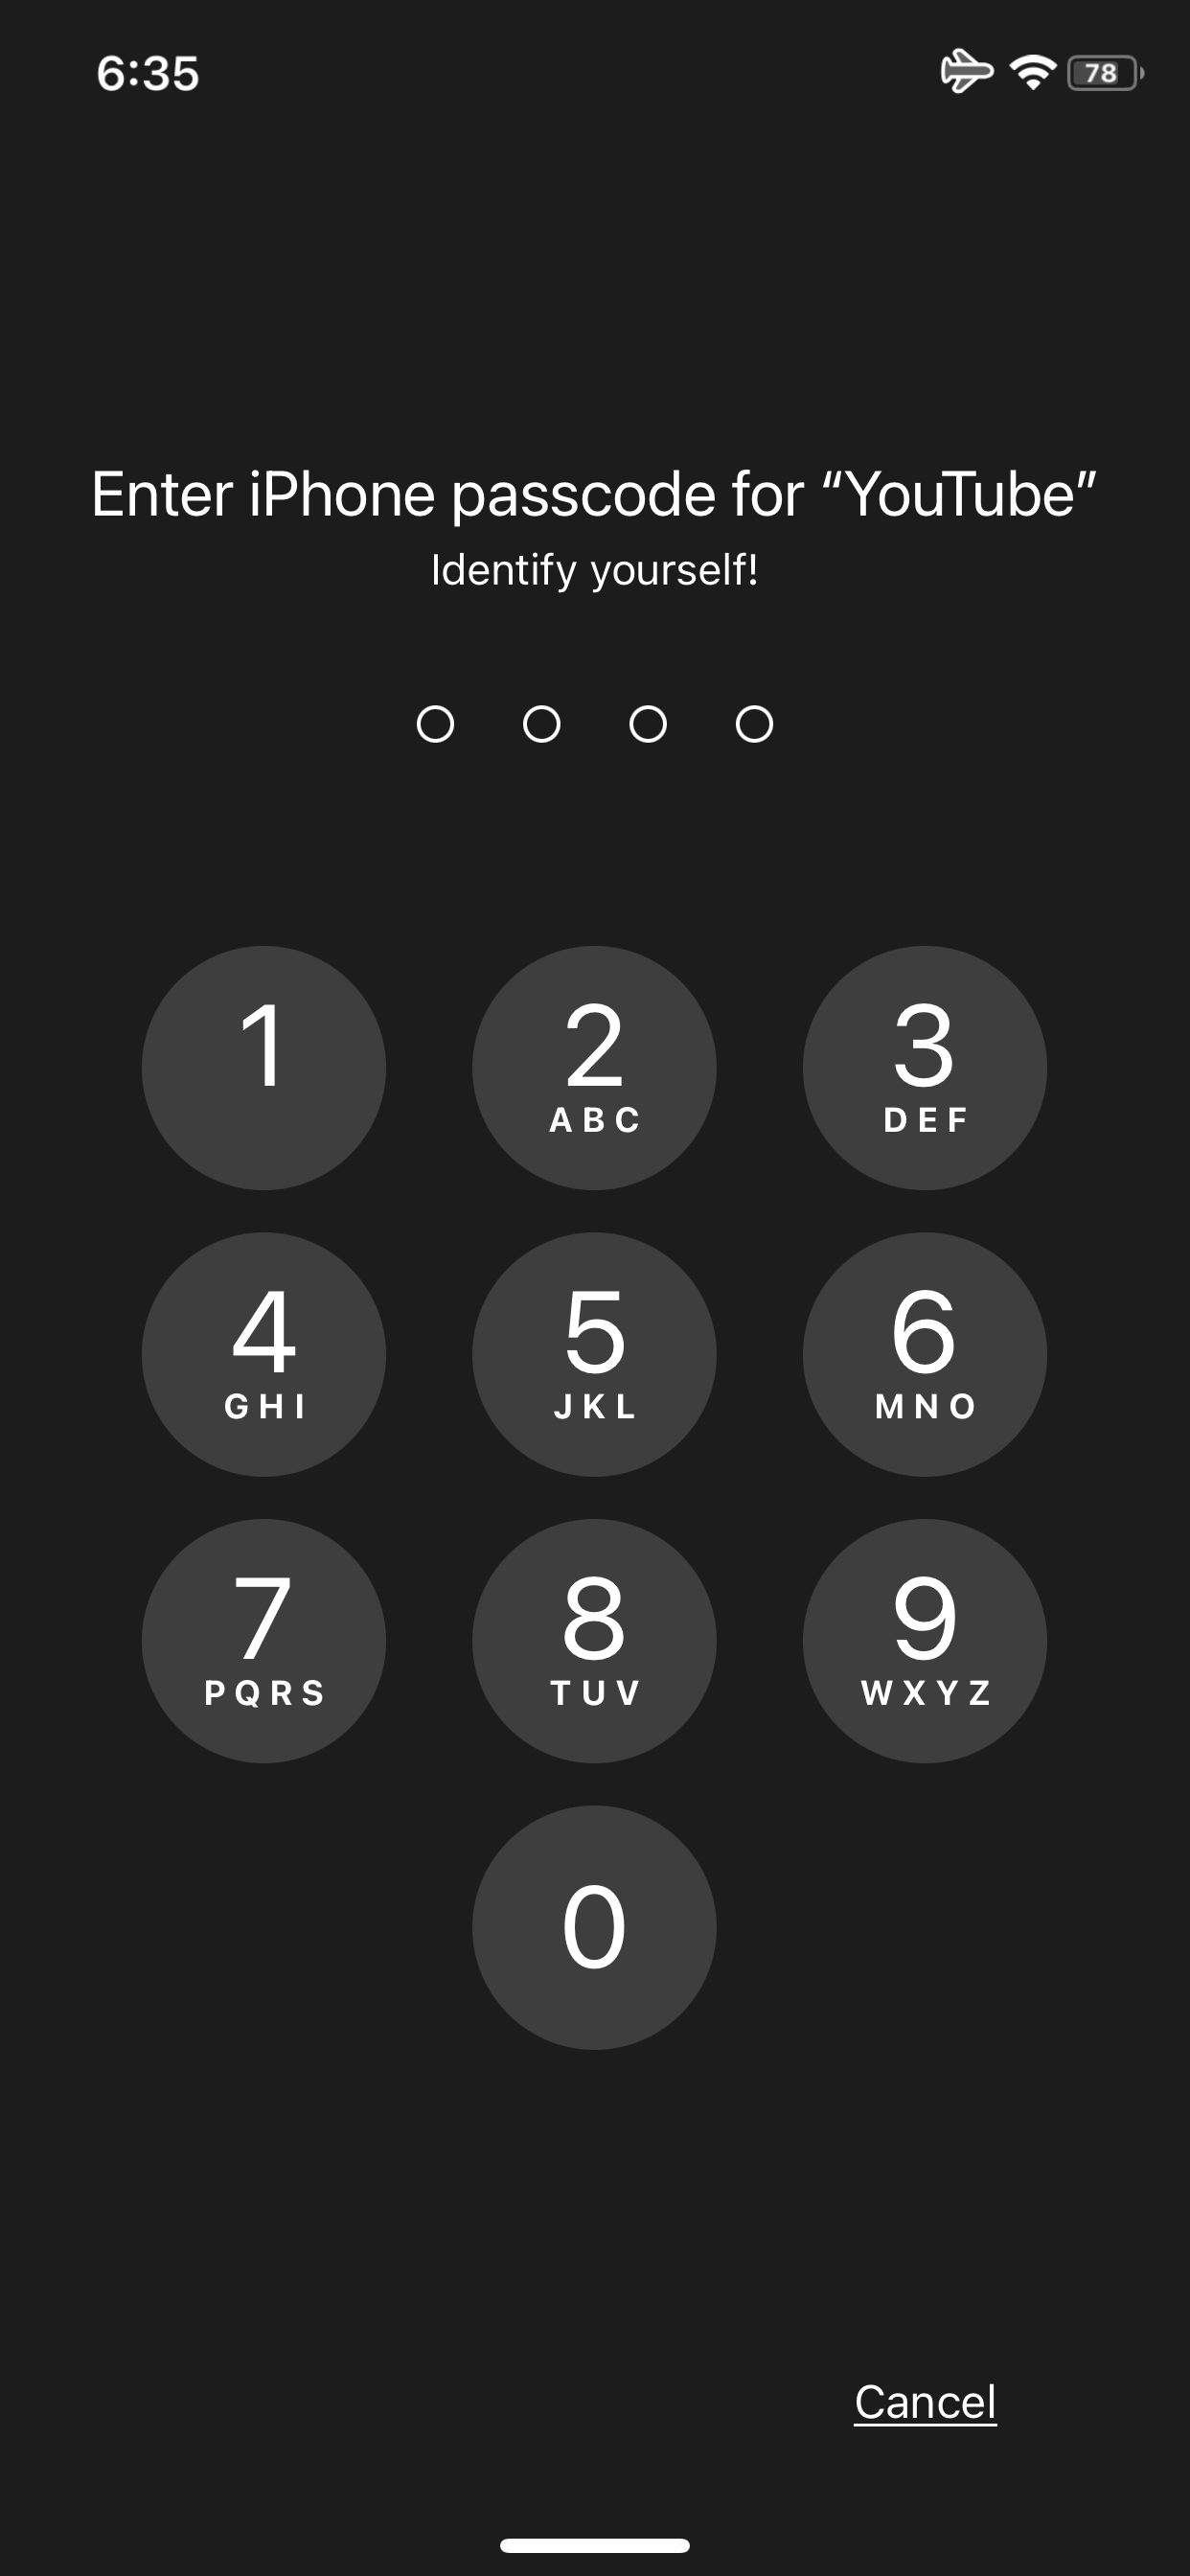 6:35
78
Enter iPhone passcode for “YouTube”
Identify yourself!
1
2
ABC
3
DEF
4
GHI
5
JKL
6
MNO
7
PQRS
8
TUV
9
WXYZ
0
Cancel